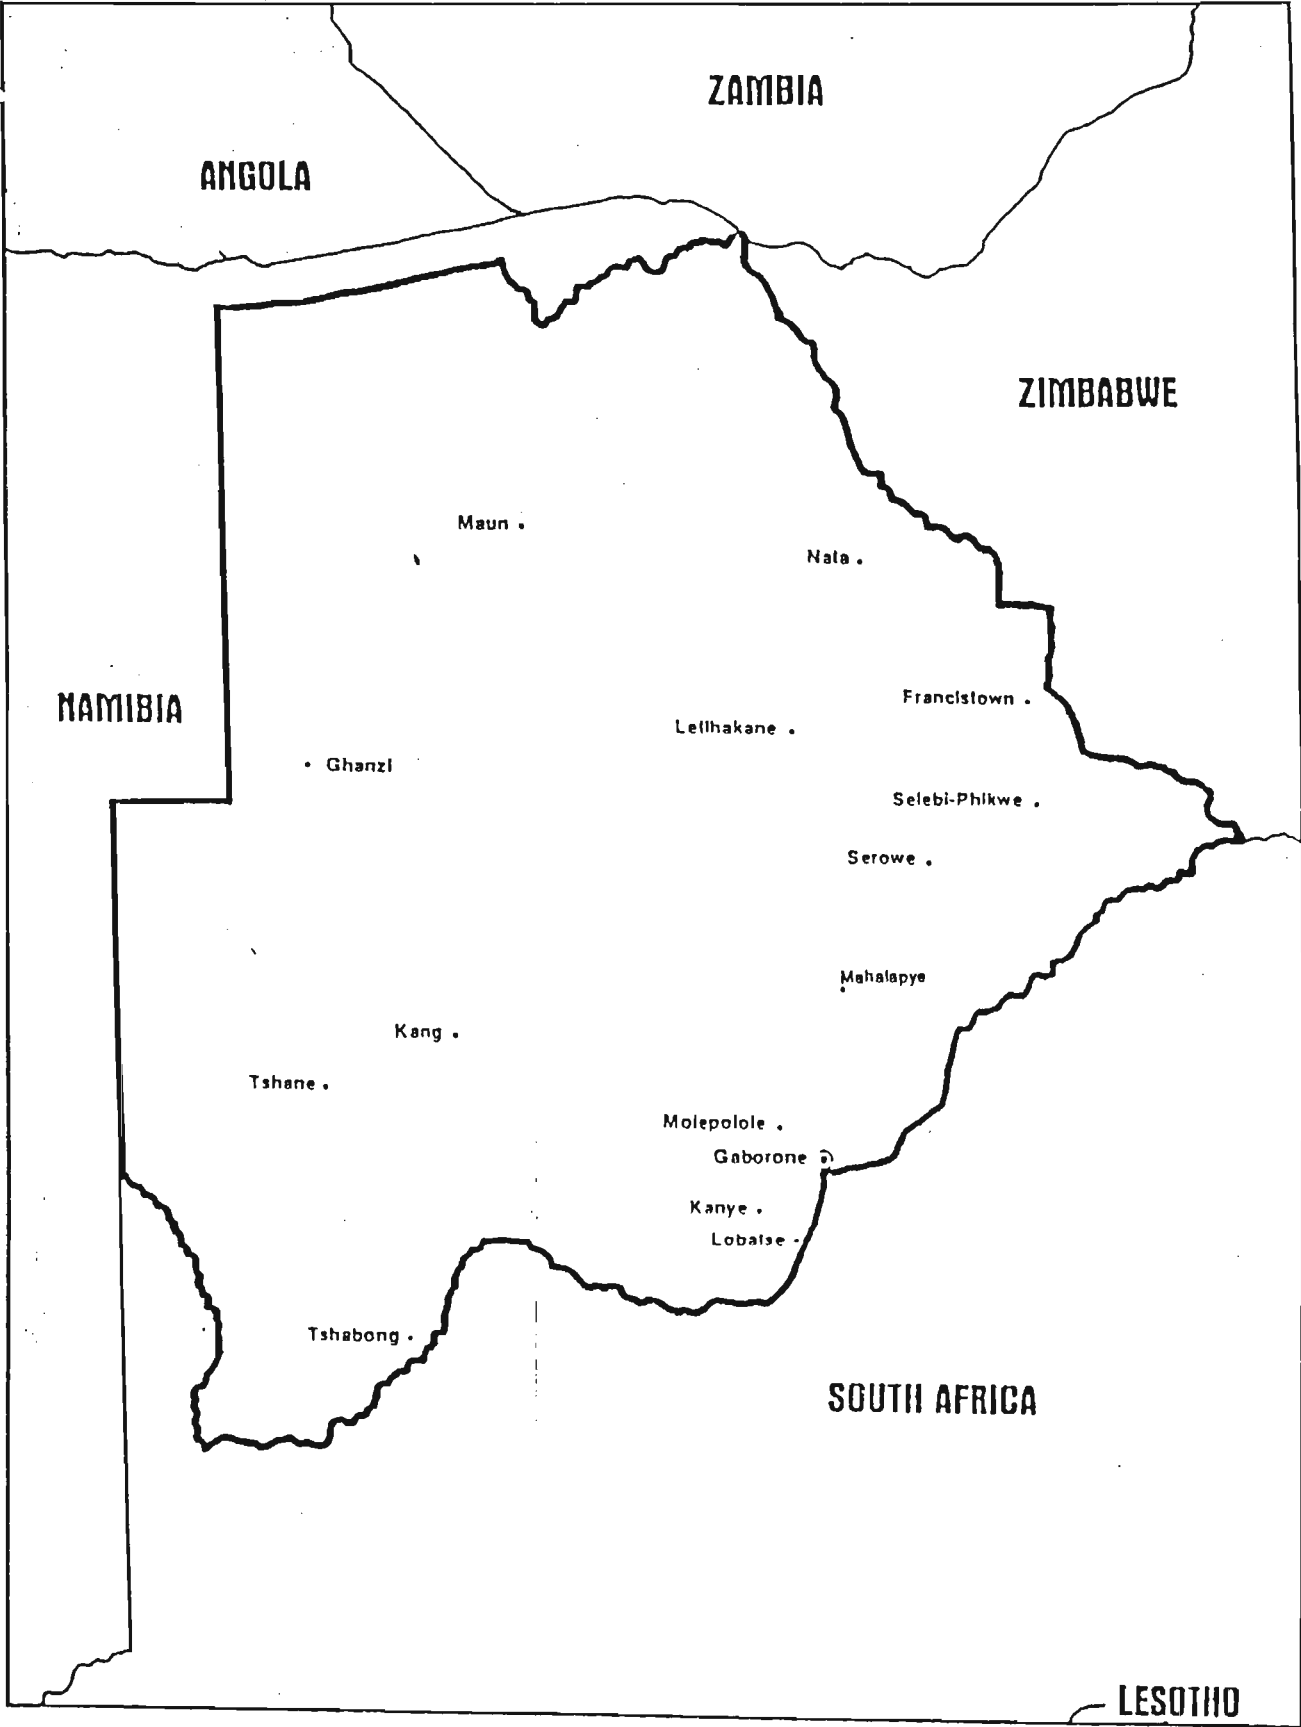 ZAMBIA
ANGOLA
ZIMBABWE
Maun
Nata
NAMIBIA
Francistown
Letlhakane
Ghanzi
Selebi-Phikwe
Serowe
Mahalapye
Kang
Tshane
Molepolole
Gaborone
Kanye
Lobatse
Tshabong
SOUTH AFRICA
LESOTHO